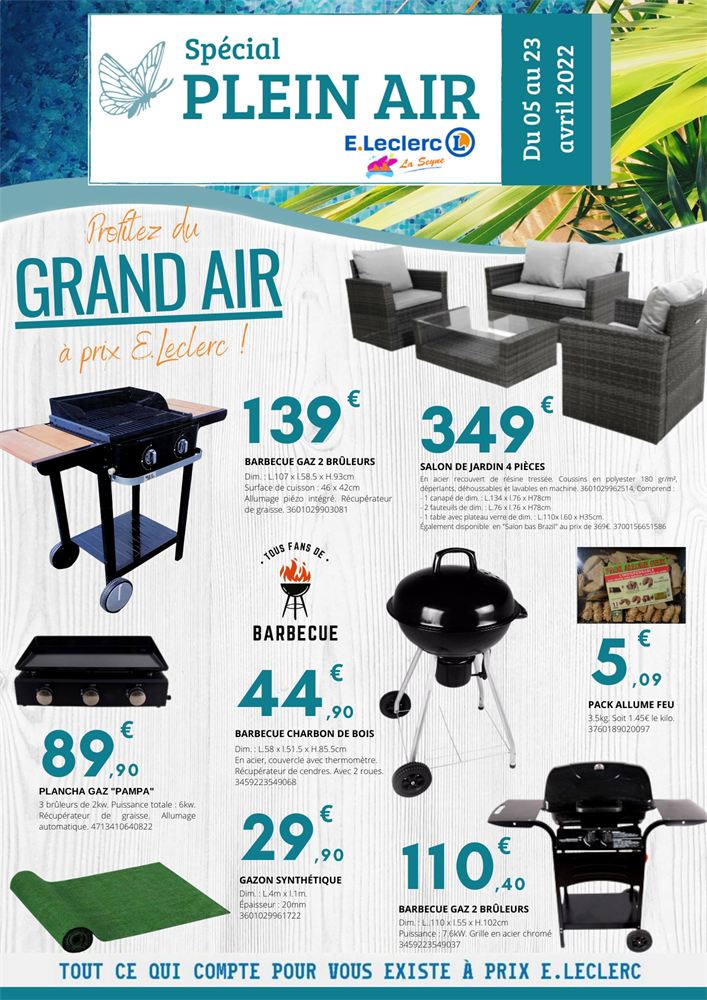 Spécial
PLEIN AIR
E.Leclerc L
La Seyne
Du 05 au 23
avril 2022
Profitez du
GRAND AIR
à prix E.Leclerc !
139€
BARBECUE GAZ 2 BRÛLEURS
Dim. : L.107 x l.58.5 x H.93cm
Surface de cuisson : 46 x 42cm
Allumage piézo intégré. Récupérateur
de graisse. 3601029903081
349€
SALON DE JARDIN 4 PIÈCES
En acier recouvert de résine tressée. Coussins en polyester 180 gr/m²,
déperlants, déhoussables et lavables en machine. 3601029962514. Comprend :
- 1 canapé de dim. : L.134 x l.76 x H78cm
- 2 fauteuils de dim. : L.76 x l.76 x H78cm
- 1 table avec plateau verre de dim. : L.110x l.60 x H35cm.
Également disponible en "Salon bas Brazil" au prix de 369€. 3700156651586
· TOUS FANS DE ·
BARBECUE
44€,90
BARBECUE CHARBON DE BOIS
Dim. : L.58 x l.51.5 x H.85.5cm
En acier, couvercle avec thermomètre.
Récupérateur de cendres. Avec 2 roues.
3459223549068
5€,09
PACK ALLUME FEU
3.5kg. Soit 1.45€ le kilo.
3760189020097
89€,90
PLANCHA GAZ "PAMPA"
3 brûleurs de 2kw. Puissance totale : 6kw.
Récupérateur de graisse. Allumage
automatique. 4713410640822
29€,90
GAZON SYNTHÉTIQUE
Dim. : L.4m x l.1m.
Épaisseur : 20mm
3601029961722
110€,40
BARBECUE GAZ 2 BRÛLEURS
Dim. : L.110 x l.55 x H.102cm
Puissance : 7.6kW. Grille en acier chromé
3459223549037
TOUT CE QUI COMPTE POUR VOUS EXISTE À PRIX E.LECLERC